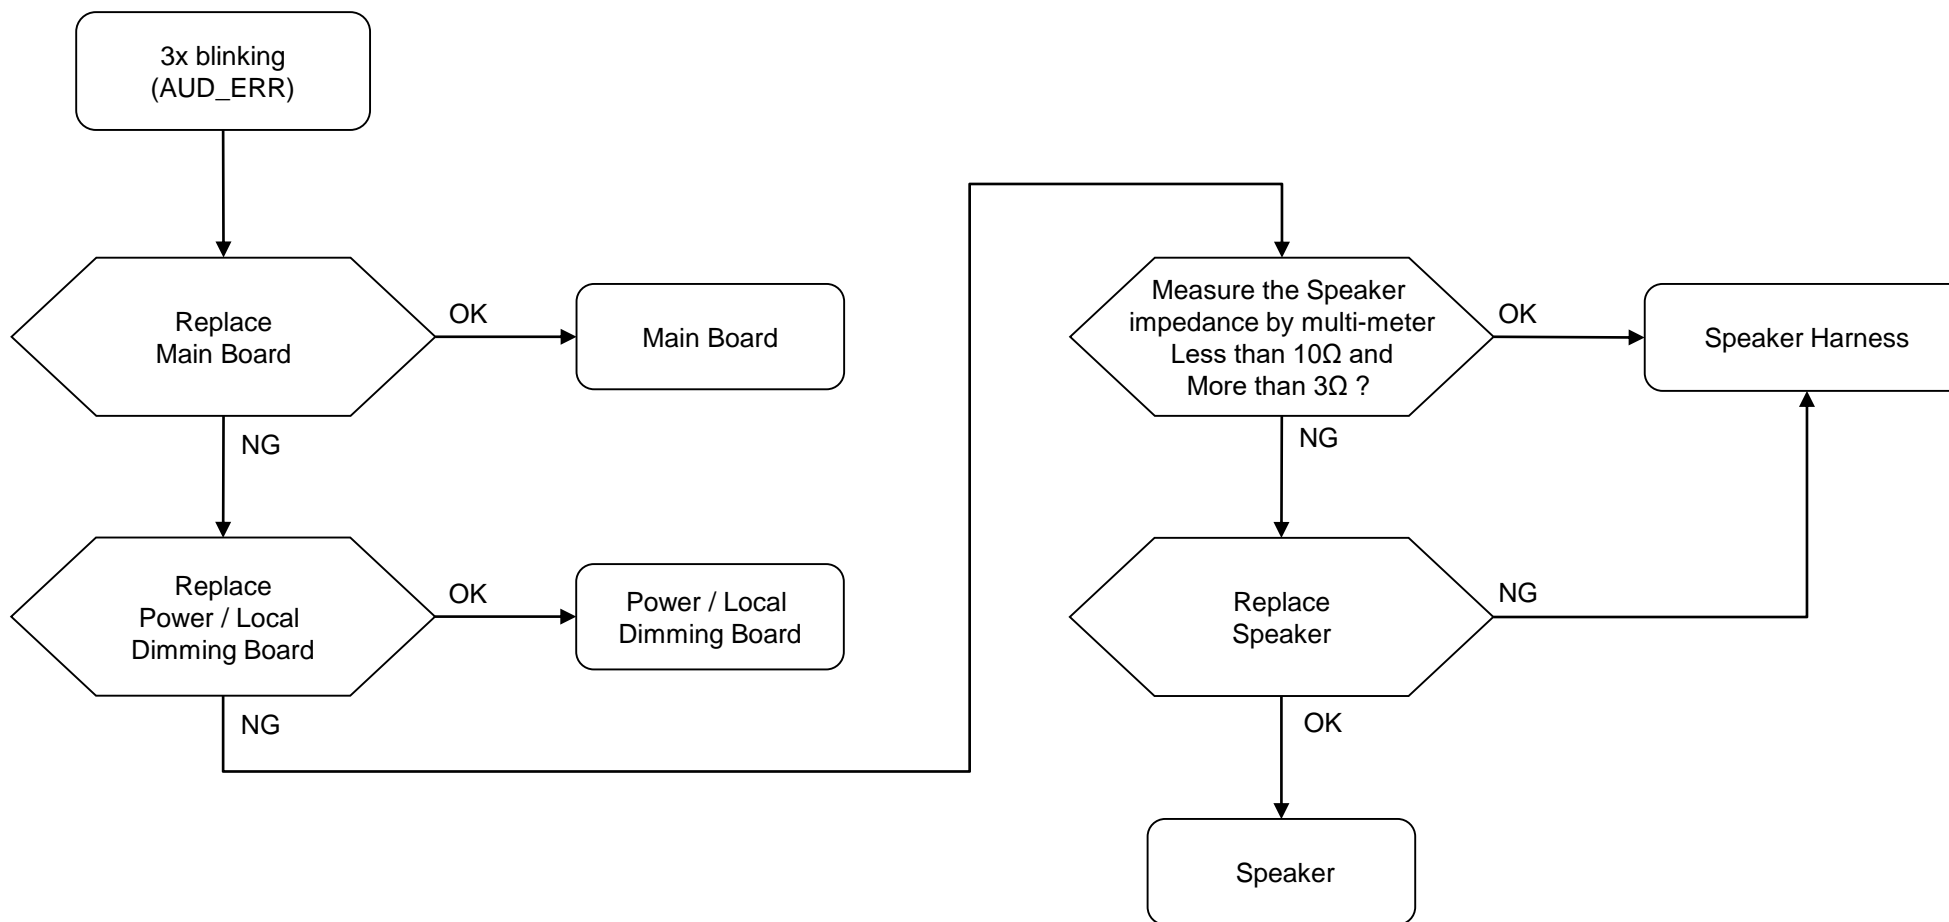 3x blinking
(AUD_ERR)
Replace
Main Board
OK
Main Board
NG
Replace
Power / Local
Dimming Board
OK
Power / Local
Dimming Board
NG
Measure the Speaker
impedance by multi-meter
Less than 10Ω and
More than 3Ω ?
OK
Speaker Harness
NG
Replace
Speaker
NG
OK
Speaker